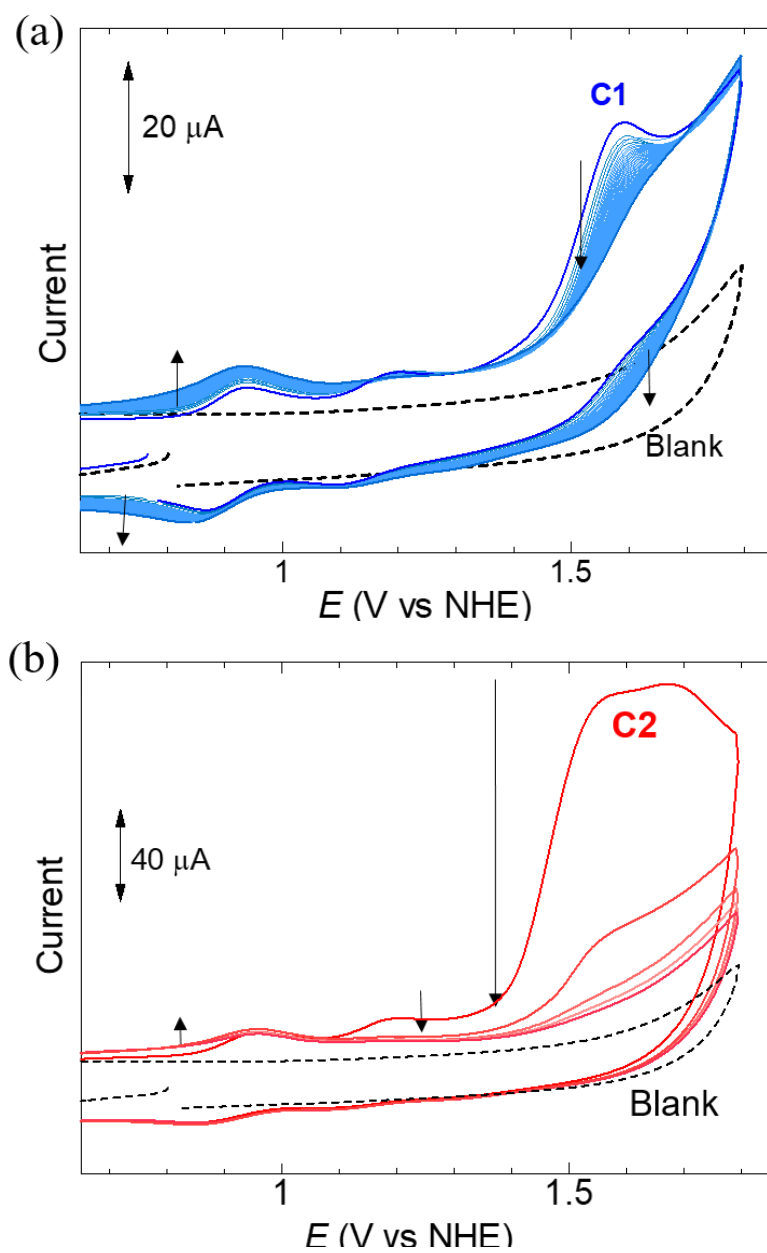 (a)
20 μA
C1
Current
Blank
1
1.5
E (V vs NHE)
(b)
C2
40 μA
Current
Blank
1
1.5
E (V vs NHE)